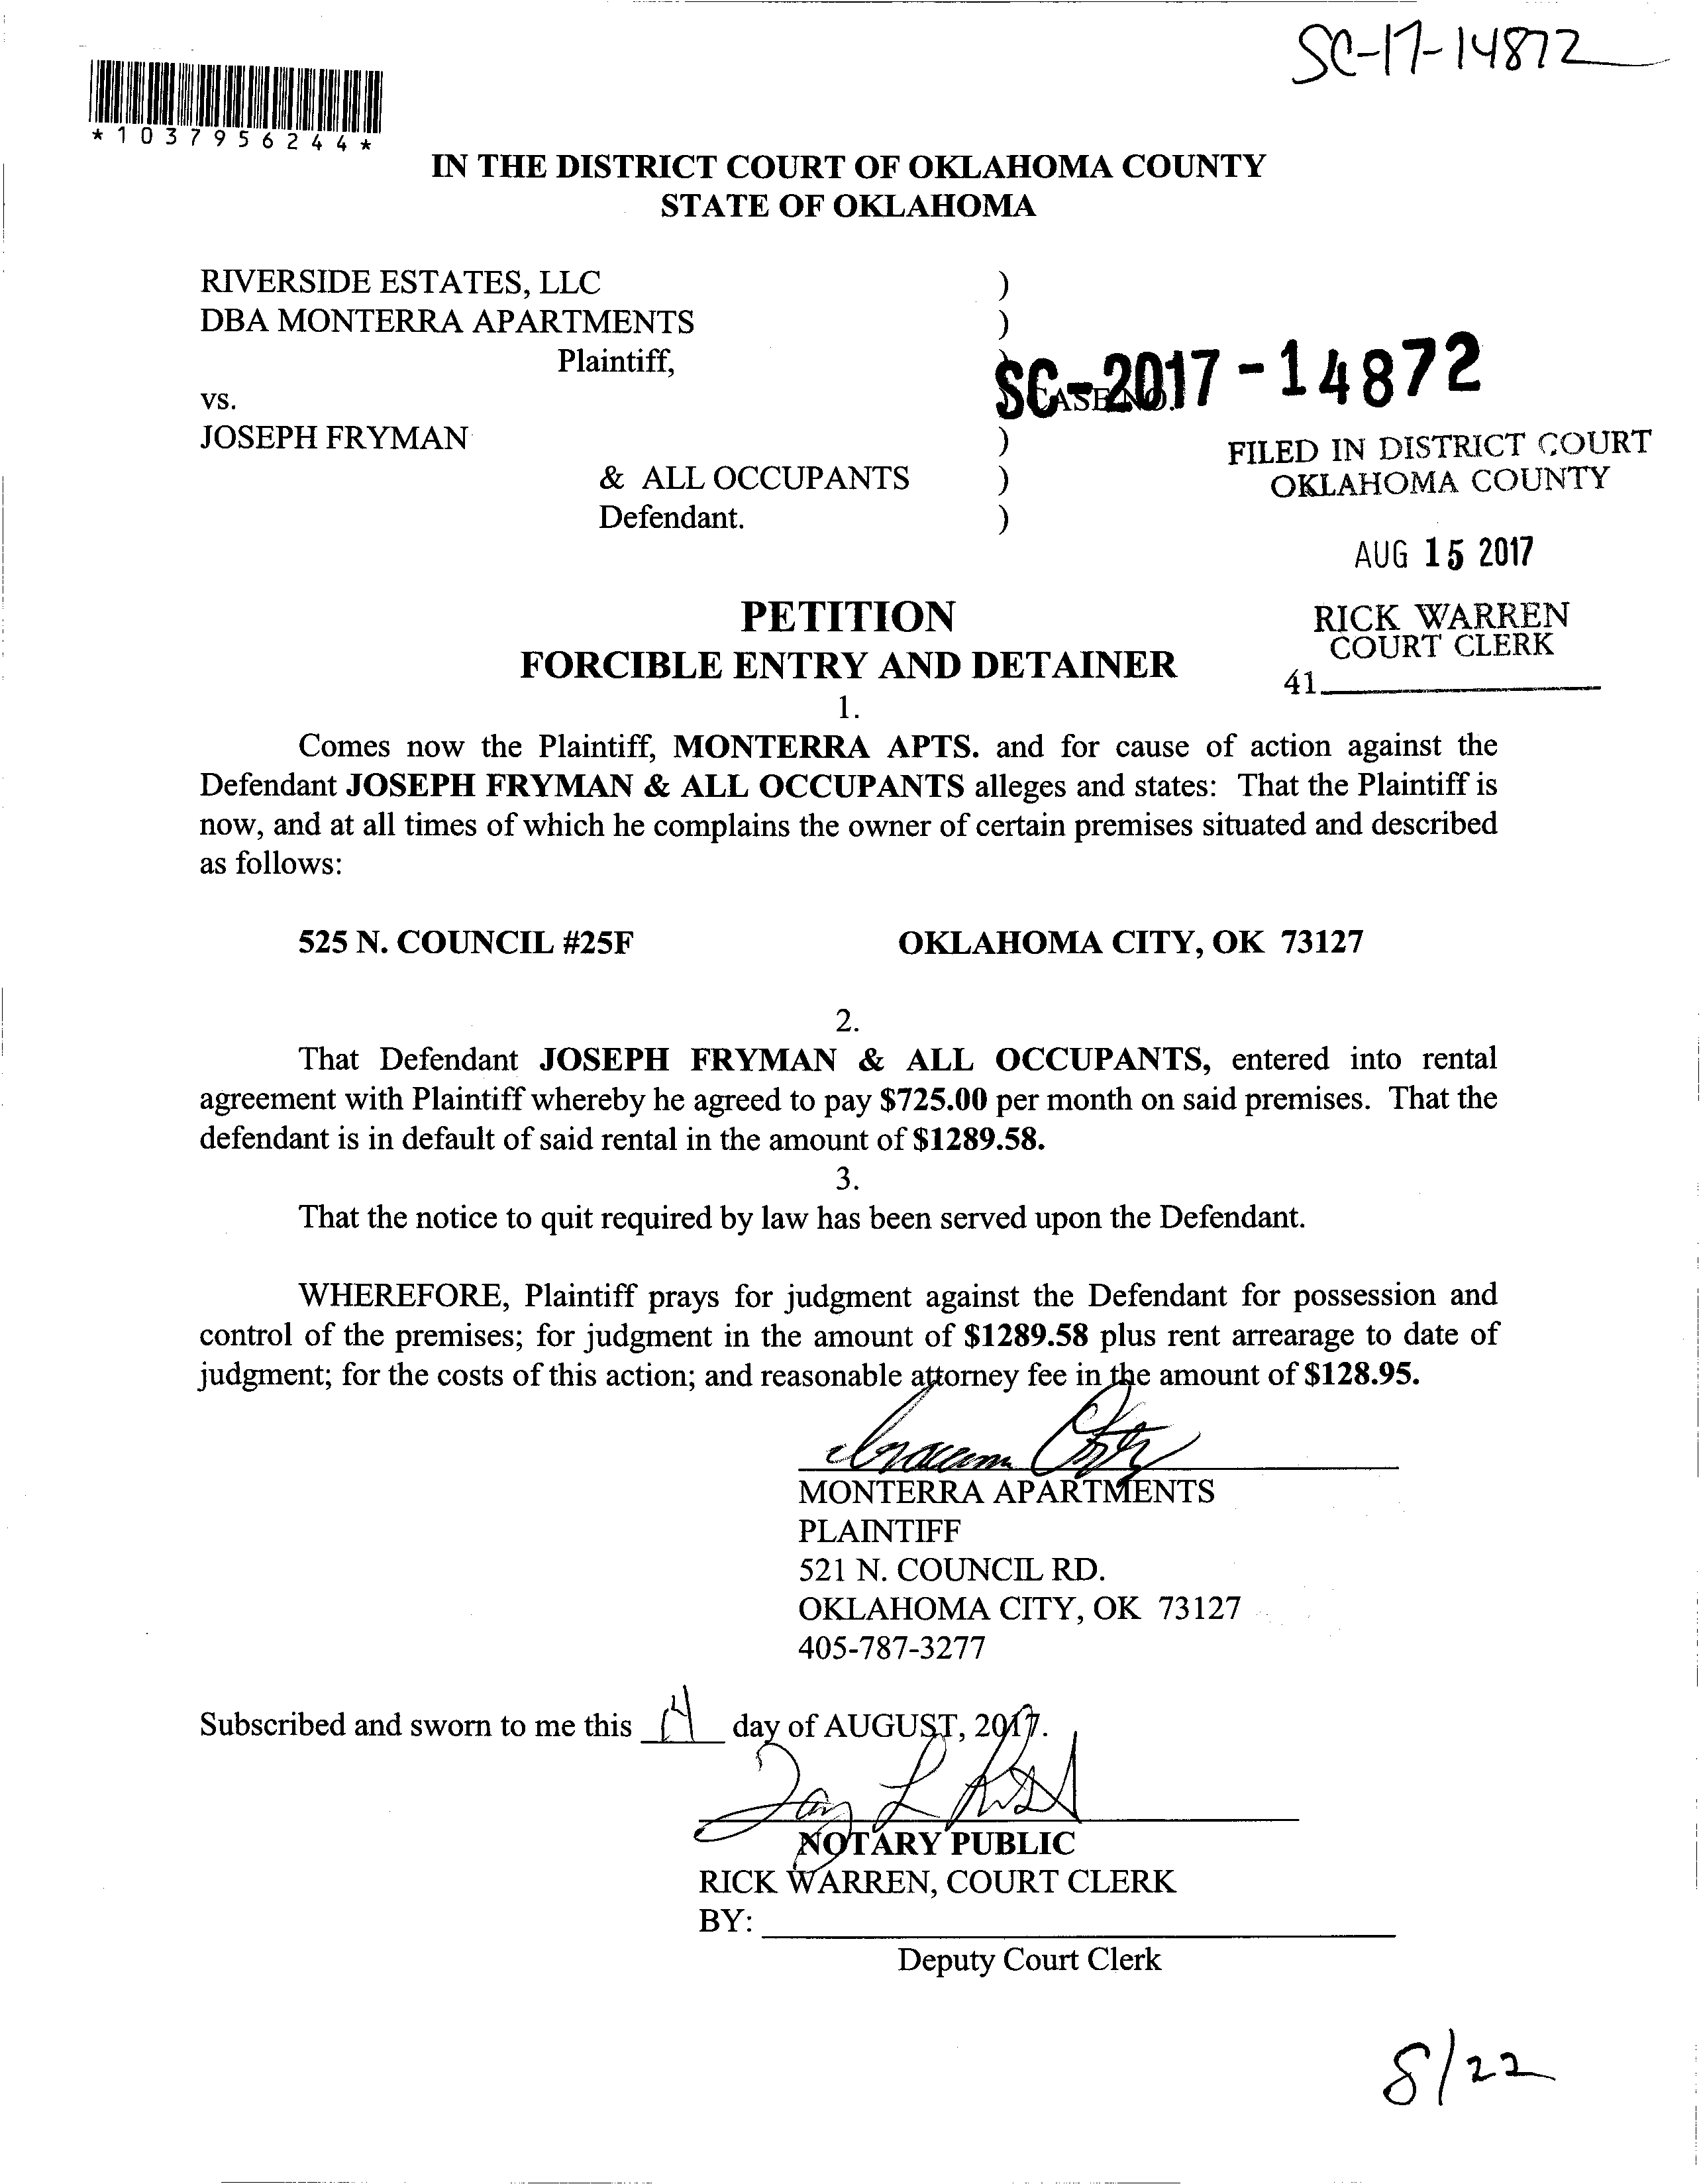 SC-17-14872
*1037956244*
IN THE DISTRICT COURT OF OKLAHOMA COUNTY
STATE OF OKLAHOMA
RIVERSIDE ESTATES, LLC )
DBA MONTERRA APARTMENTS )
Plaintiff, )
SC-2017-14872
vs. ) CASE NO.
JOSEPH FRYMAN )
& ALL OCCUPANTS )
Defendant. )
FILED IN DISTRICT COURT
OKLAHOMA COUNTY
AUG 15 2017
RICK WARREN
COURT CLERK
41
PETITION
FORCIBLE ENTRY AND DETAINER
1.
Comes now the Plaintiff, MONTERRA APTS. and for cause of action against the
Defendant JOSEPH FRYMAN & ALL OCCUPANTS alleges and states: That the Plaintiff is
now, and at all times of which he complains the owner of certain premises situated and described
as follows:
525 N. COUNCIL #25F OKLAHOMA CITY, OK 73127
2.
That Defendant JOSEPH FRYMAN & ALL OCCUPANTS, entered into rental
agreement with Plaintiff whereby he agreed to pay $725.00 per month on said premises. That the
defendant is in default of said rental in the amount of $1289.58.
3.
That the notice to quit required by law has been served upon the Defendant.
WHEREFORE, Plaintiff prays for judgment against the Defendant for possession and
control of the premises; for judgment in the amount of $1289.58 plus rent arrearage to date of
judgment; for the costs of this action; and reasonable attorney fee in the amount of $128.95.
MONTERRA APARTMENTS
PLAINTIFF
521 N. COUNCIL RD.
OKLAHOMA CITY, OK 73127
405-787-3277
Subscribed and sworn to me this 14 day of AUGUST, 2017.
NOTARY PUBLIC
RICK WARREN, COURT CLERK
BY:
Deputy Court Clerk
8/22